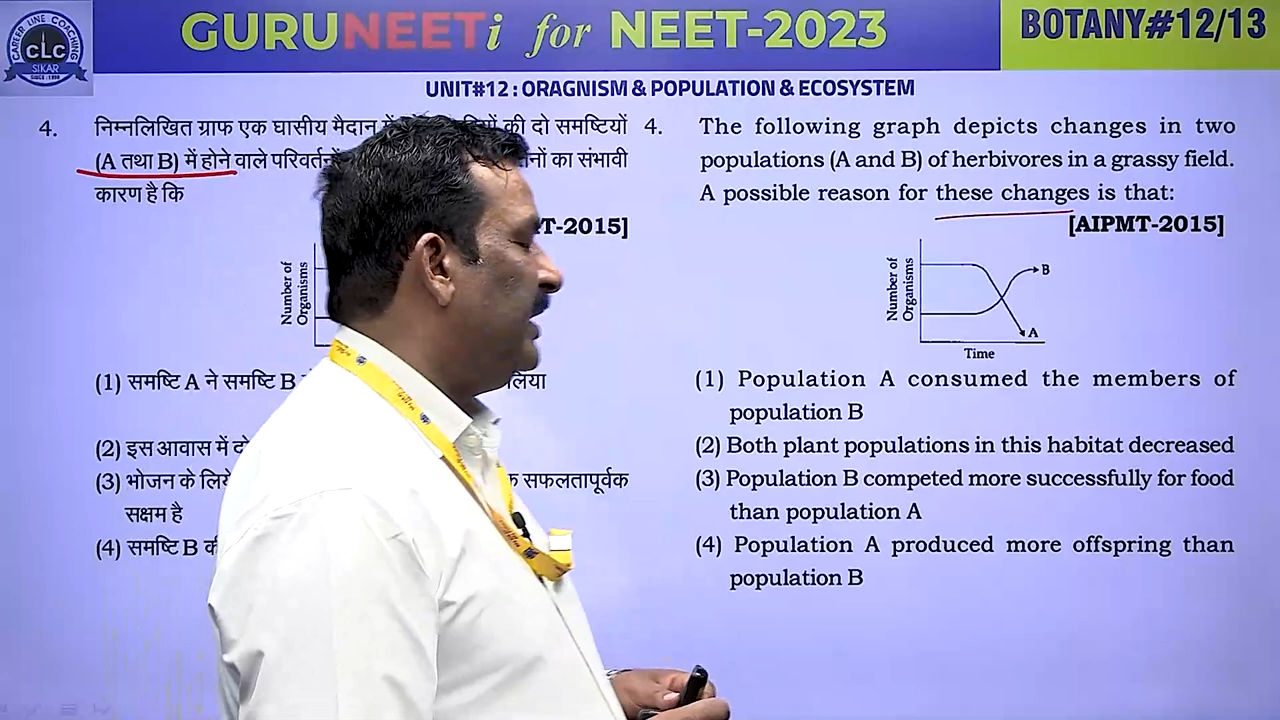 CAREER LINE COACHING
CLC
SIKAR
SINCE : 1996
GURUNEETi for NEET-2023
BOTANY#12/13
UNIT#12 : ORAGNISM & POPULATION & ECOSYSTEM
4. निम्नलिखित ग्राफ एक घासीय मैदान में की दो समष्टियों
(A तथा B) में होने वाले परिवर्तनों का संभावी
कारण है कि
T-2015]
Number of
Organisms
(1) समष्टि A ने समष्टि B लिया
(2) इस आवास में
(3) भोजन के लिये सफलतापूर्वक
सक्षम है
(4) समष्टि B
4. The following graph depicts changes in two
populations (A and B) of herbivores in a grassy field.
A possible reason for these changes is that:
[AIPMT-2015]
Number of
Organisms
B
A
Time
(1) Population A consumed the members of
population B
(2) Both plant populations in this habitat decreased
(3) Population B competed more successfully for food
than population A
(4) Population A produced more offspring than
population B